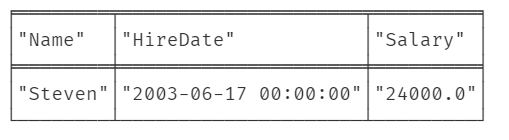 "Name" "HireDate" "Salary"
"Steven" "2003-06-17 00:00:00" "24000.0"